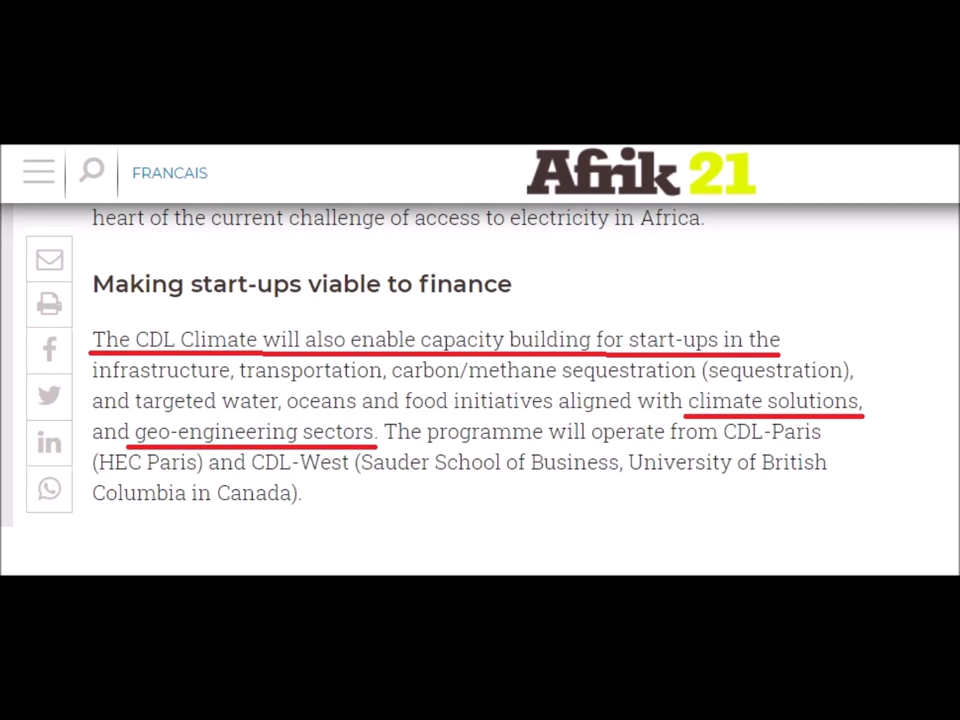 FRANCAIS
Afrik 21
heart of the current challenge of access to electricity in Africa.
Making start-ups viable to finance
The CDL Climate will also enable capacity building for start-ups in the
infrastructure, transportation, carbon/methane sequestration (sequestration),
and targeted water, oceans and food initiatives aligned with climate solutions,
and geo-engineering sectors. The programme will operate from CDL-Paris
(HEC Paris) and CDL-West (Sauder School of Business, University of British
Columbia in Canada).